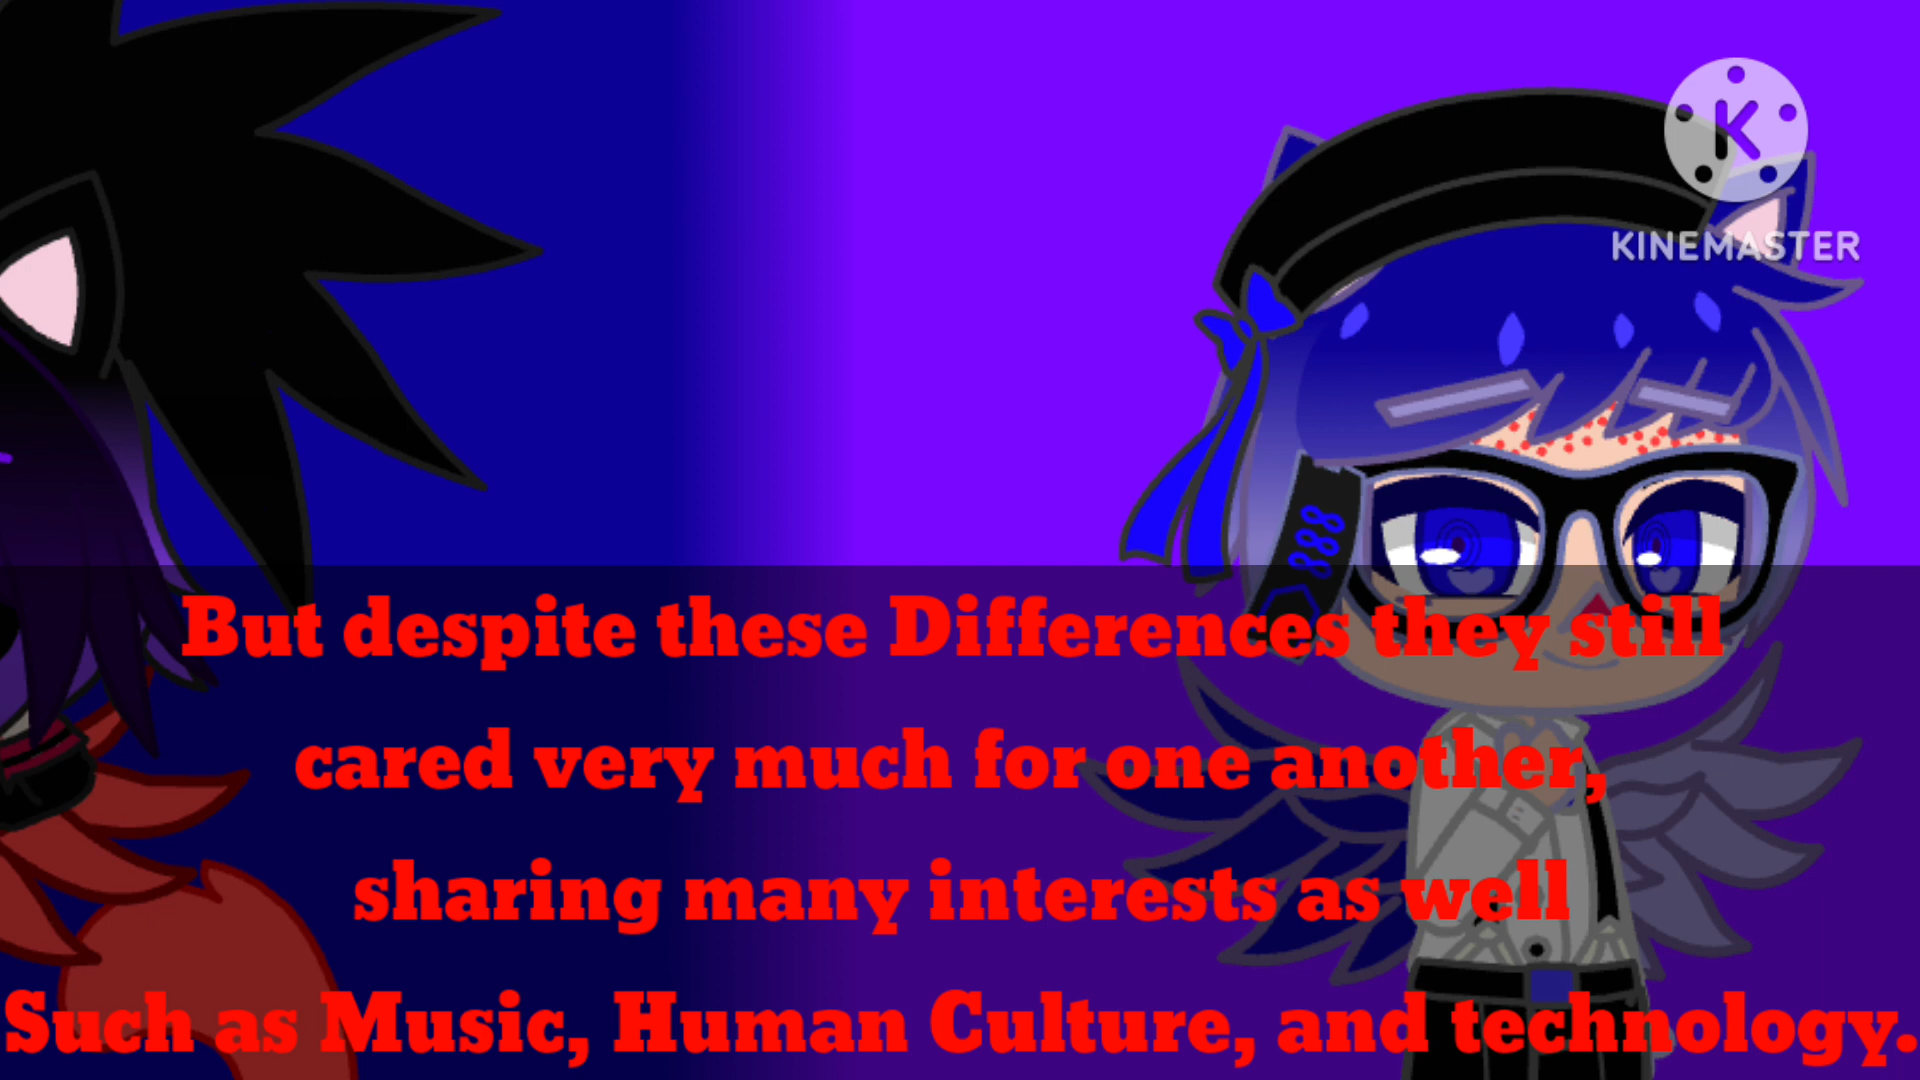 K
KINEMASTER
888
But despite these Differences they still
cared very much for one another,
sharing many interests as well
Such as Music, Human Culture, and technology.